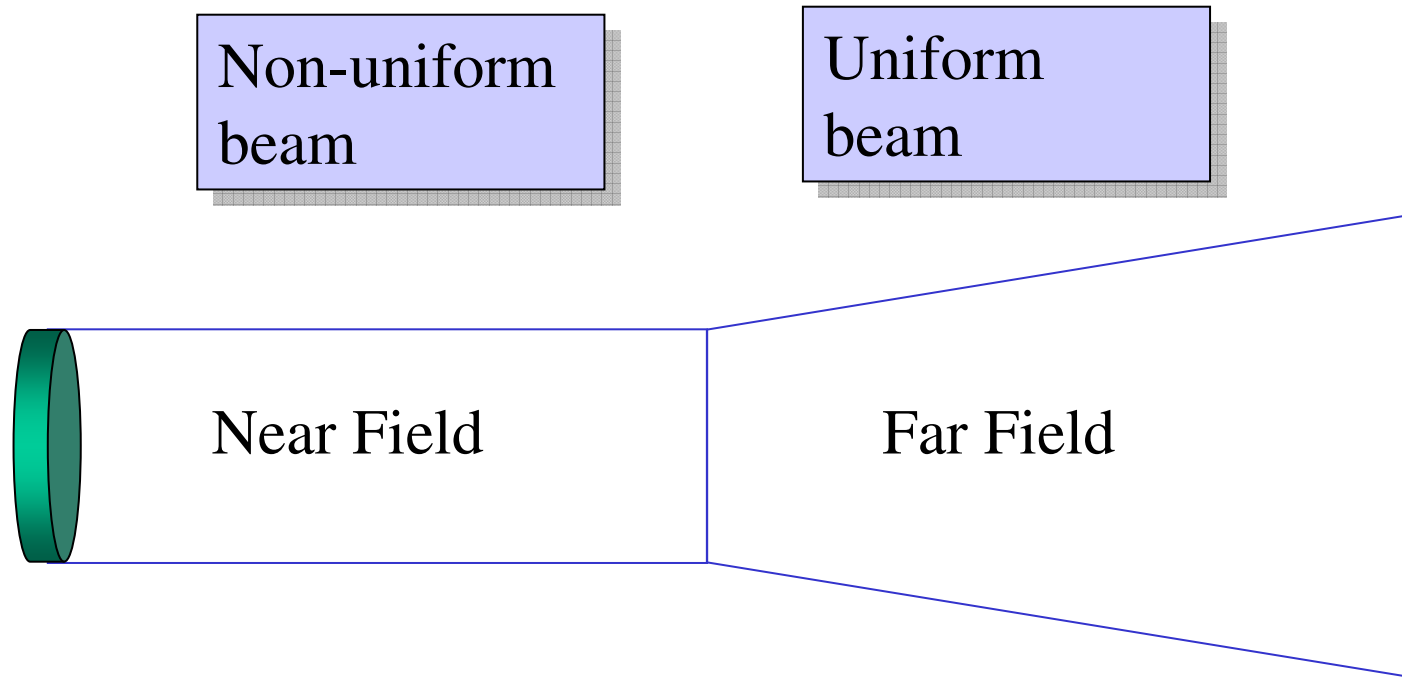 Non-uniform
beam
Uniform
beam
Near Field
Far Field